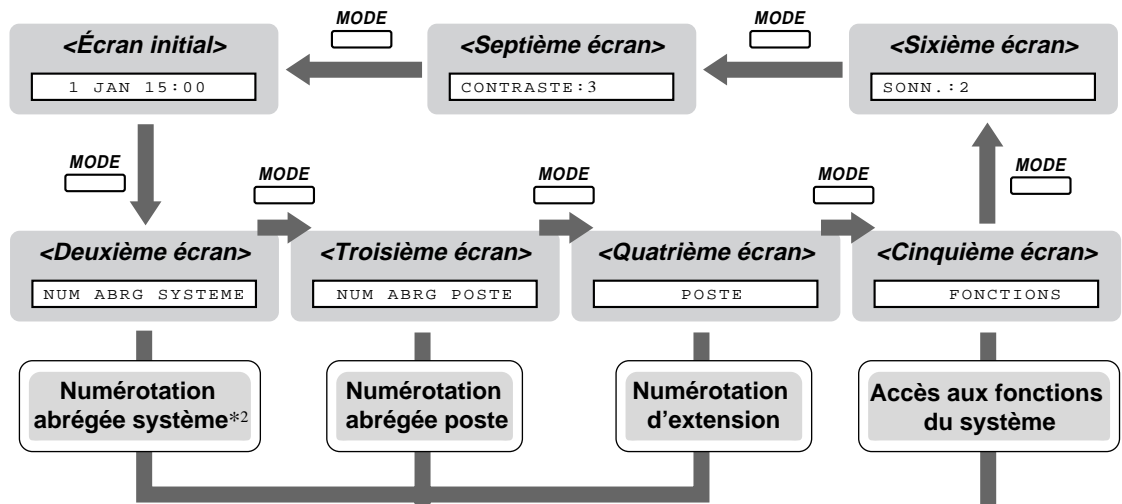 MODE
MODE
<Écran initial>
<Septième écran>
<Sixième écran>
1 JAN 15:00
CONTRASTE:3
SONN.:2
MODE
MODE
MODE
MODE
MODE
<Deuxième écran>
<Troisième écran>
<Quatrième écran>
<Cinquième écran>
NUM ABRG SYSTEME
NUM ABRG POSTE
POSTE
FONCTIONS
Numérotation
abrégée système*2
Numérotation
abrégée poste
Numérotation
d'extension
Accès aux fonctions
du système